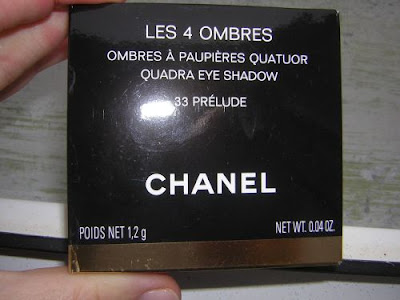 LES 4 OMBRES
OMBRES À PAUPIÈRES QUATUOR
QUADRA EYE SHADOW
33 PRÉLUDE
CHANEL
POIDS NET 1,2 g NET WT. 0.04 OZ.